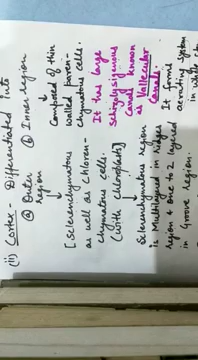 (ii) Cortex - Differentiated into
(a) Outer region
[sclerenchymatous
as well as chloren-
chymatous cells.
(with chloroplast)]
Sclerenchymatous region
is Multilayered in Ridges
region & one to 2 layered
in Groove region.
(b) Inner region
composed of thin
walled paren-
chymatous cells.
It has large
schizolysigenous
canal known
as Vallecular
Canals.
It forms
aerating system
in which